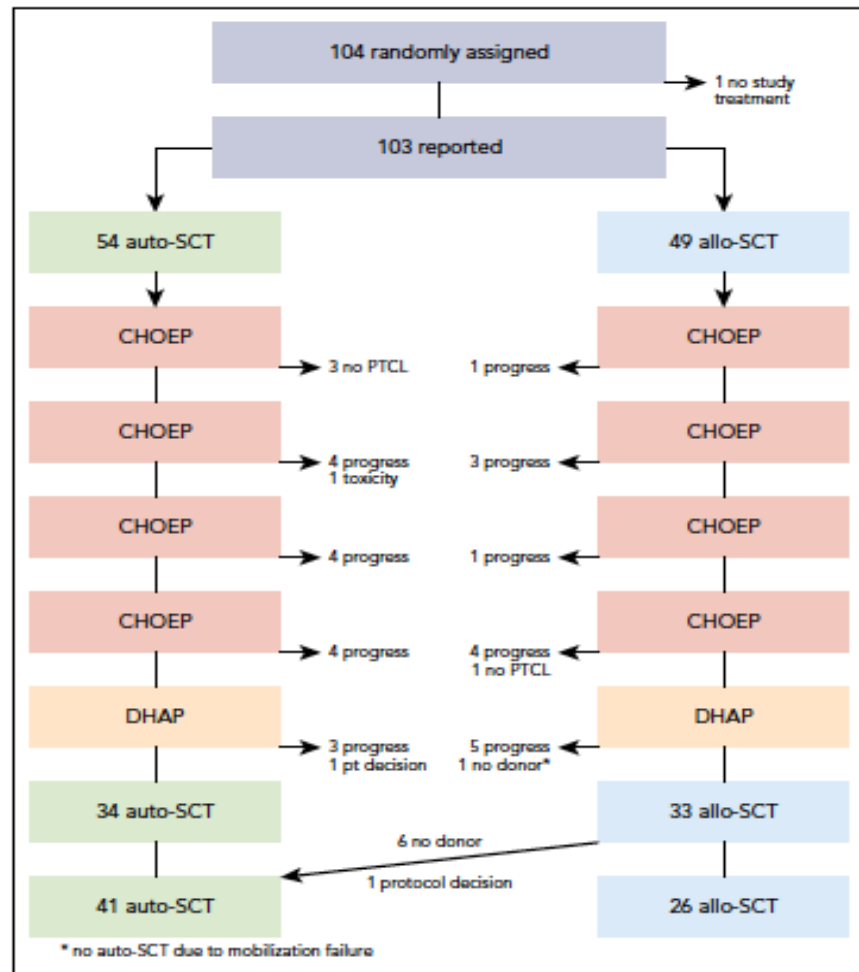 104 randomly assigned
1 no study
treatment
103 reported
54 auto-SCT
49 allo-SCT
CHOEP
CHOEP
3 no PTCL
1 progress
CHOEP
CHOEP
4 progress
1 toxicity
3 progress
CHOEP
CHOEP
4 progress
1 progress
CHOEP
CHOEP
4 progress
4 progress
1 no PTCL
DHAP
DHAP
3 progress
1 pt decision
5 progress
1 no donor*
34 auto-SCT
33 allo-SCT
6 no donor
1 protocol decision
41 auto-SCT
26 allo-SCT
* no auto-SCT due to mobilization failure